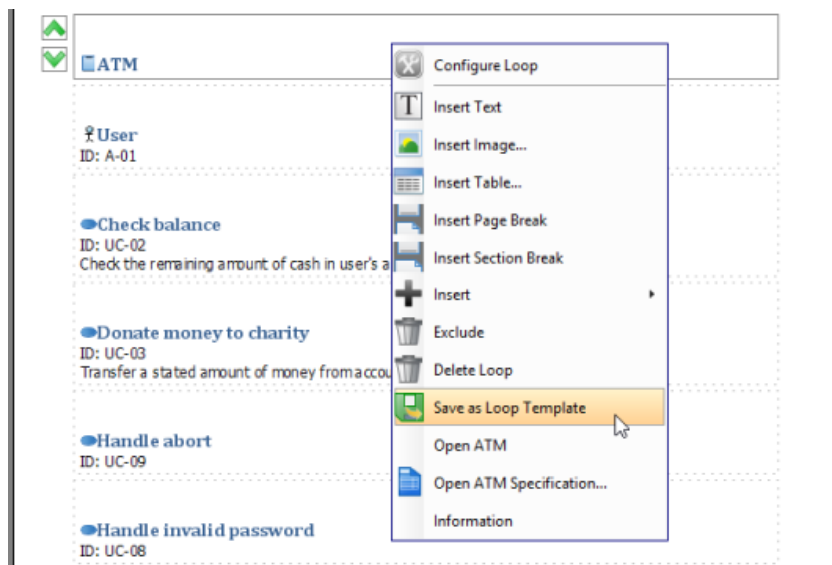 ATM
User
ID: A-01
Check balance
ID: UC-02
Check the remaining amount of cash in user's a
Donate money to charity
ID: UC-03
Transfer a stated amount of money from accou
Handle abort
ID: UC-09
Handle invalid password
ID: UC-08
Configure Loop
T Insert Text
Insert Image...
Insert Table...
Insert Page Break
Insert Section Break
Insert
Exclude
Delete Loop
Save as Loop Template
Open ATM
Open ATM Specification...
Information